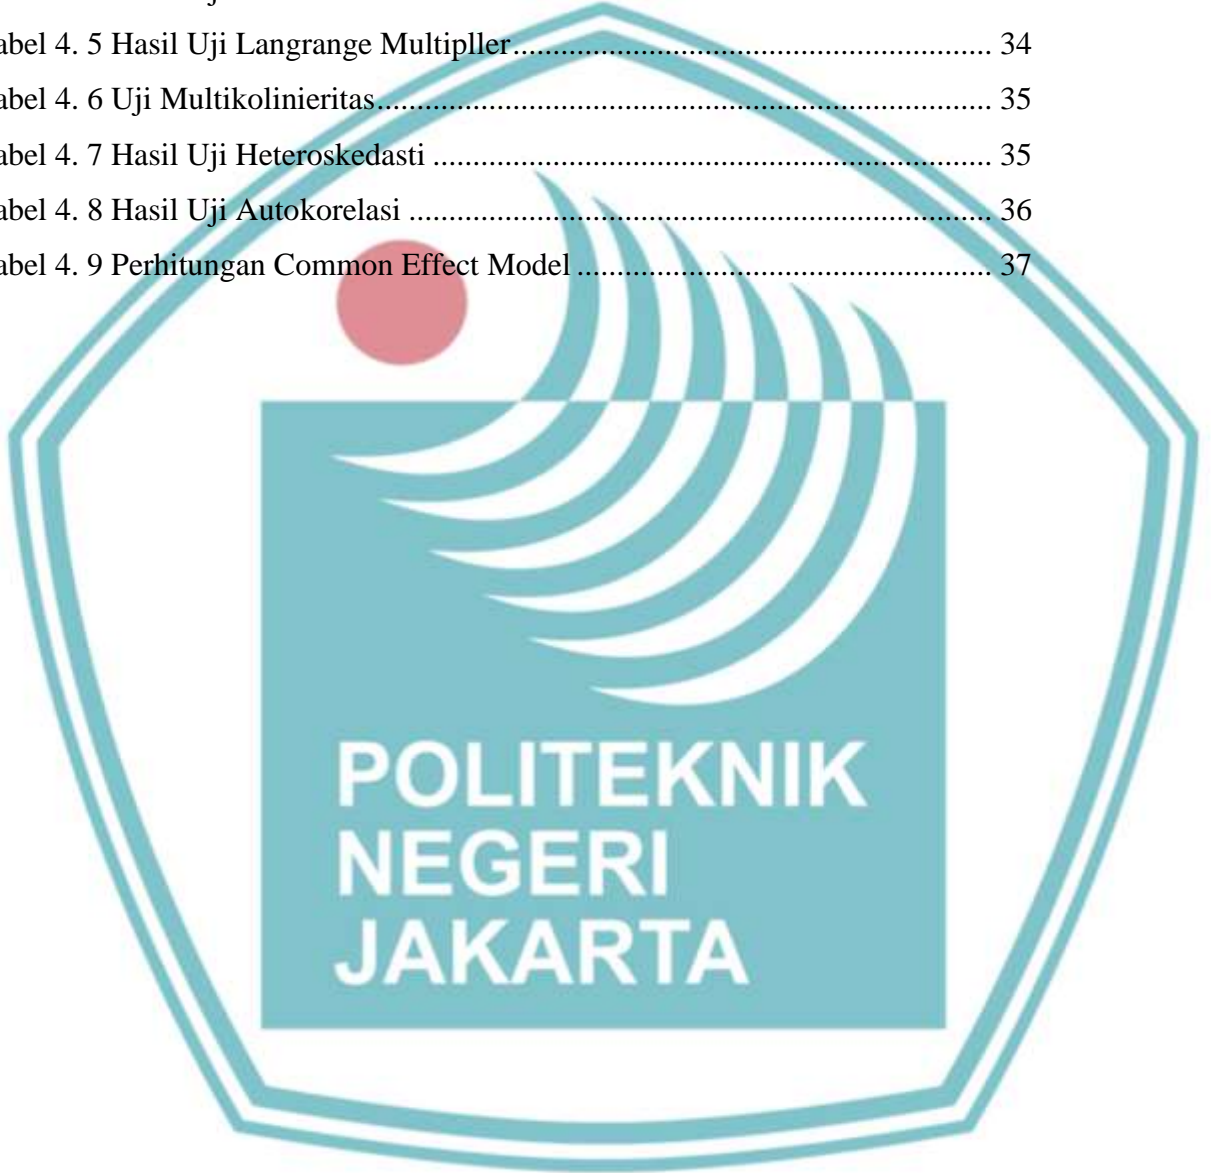 abel 4. 5 Hasil Uji Langrange Multipller........................................................... 34
abel 4. 6 Uji Multikolinieritas............................................................................ 35
abel 4. 7 Hasil Uji Heteroskedasti ..................................................................... 35
abel 4. 8 Hasil Uji Autokorelasi ........................................................................ 36
abel 4. 9 Perhitungan Common Effect Model ................................................... 37
POLITEKNIK
NEGERI
JAKARTA